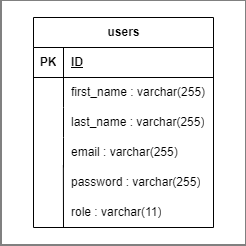 users
PK ID
first_name : varchar(255)
last_name : varchar(255)
email : varchar(255)
password : varchar(255)
role : varchar(11)